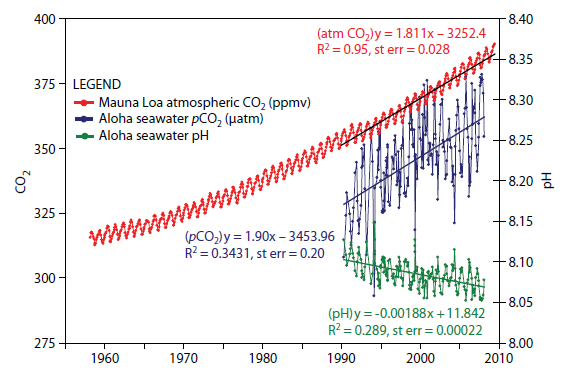 400
375
350
325
300
275
CO₂
8.40
8.35
8.30
8.25
8.20
8.15
8.10
8.05
8.00
pH
1960
1970
1980
1990
2000
2010
(atm CO₂)y = 1.811x – 3252.4
R² = 0.95, st err = 0.028
LEGEND
Mauna Loa atmospheric CO₂ (ppmv)
Aloha seawater pCO₂ (µatm)
Aloha seawater pH
(pCO₂)y = 1.90x – 3453.96
R² = 0.3431, st err = 0.20
(pH)y = -0.00188x + 11.842
R² = 0.289, st err = 0.00022